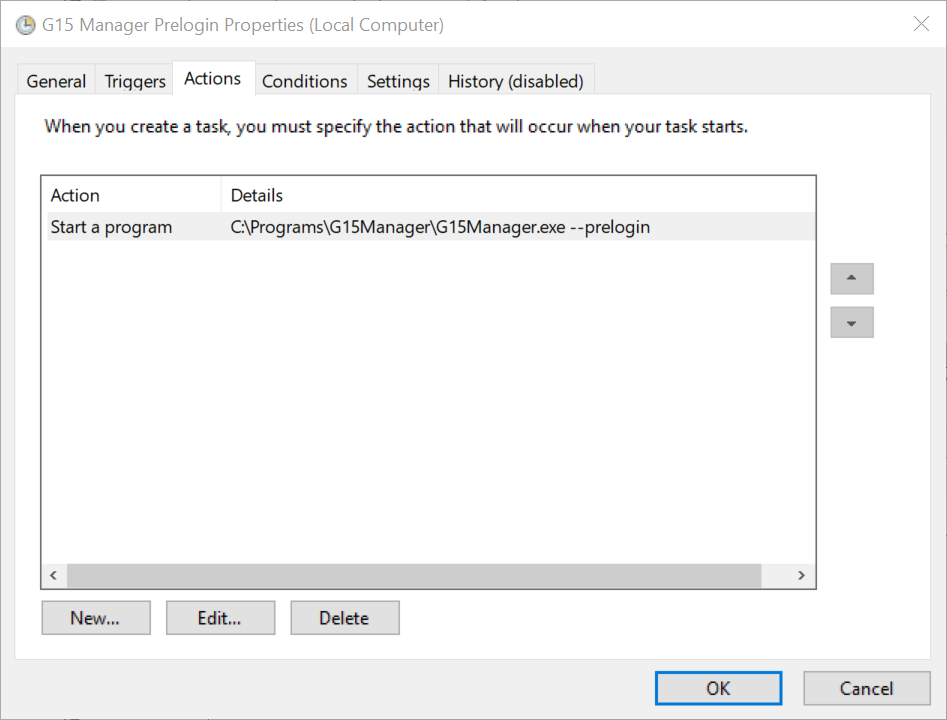 G15 Manager Prelogin Properties (Local Computer)
General Triggers Actions Conditions Settings History (disabled)
When you create a task, you must specify the action that will occur when your task starts.
Action Details
Start a program C:\Programs\G15Manager\G15Manager.exe --prelogin
New... Edit... Delete
OK Cancel